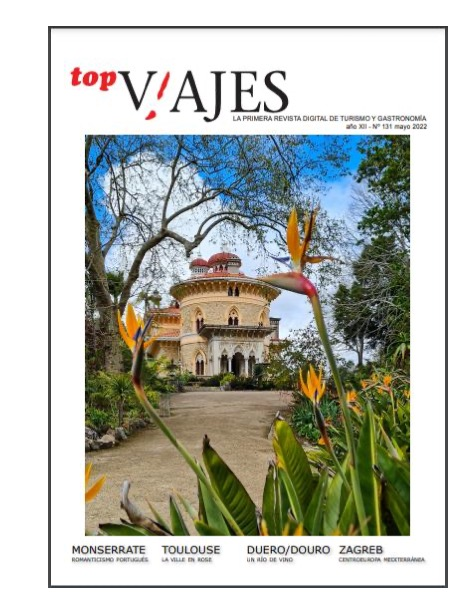 top VIAJES
LA PRIMERA REVISTA DIGITAL DE TURISMO Y GASTRONOMÍA
año XII - Nº 131 mayo 2022
MONSERRATE TOULOUSE DUERO/DOURO ZAGREB
ROMANTICISMO PORTUGUÉS LA VILLE EN ROSE UN RÍO DE VINO CENTROEUROPA MEDITERRÁNEA